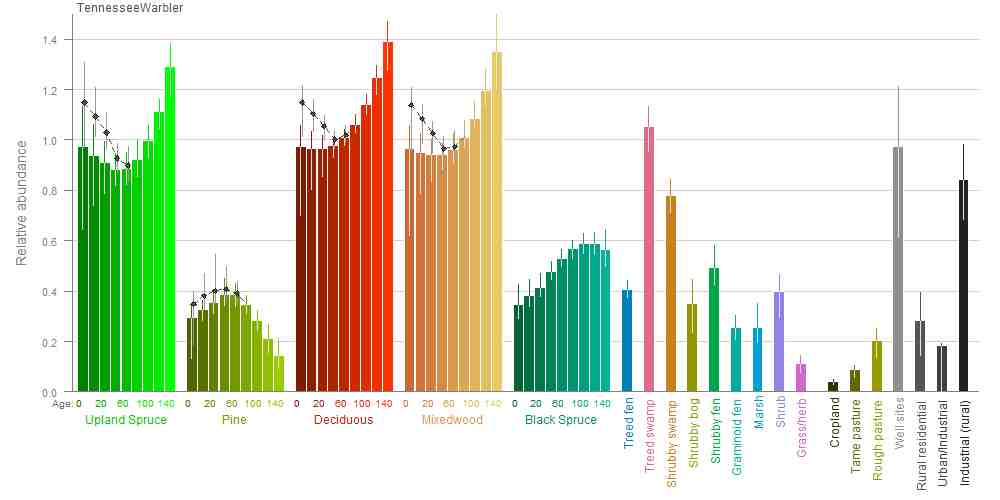 TennesseeWarbler
Relative abundance
1.4
1.2
1.0
0.8
0.6
0.4
0.2
0.0
Age: 0 20 60 100 140 0 20 60 100 140 0 20 60 100 140 0 20 60 100 140 0 20 60 100 140
Upland Spruce Pine Deciduous Mixedwood Black Spruce
Treed fen
Treed swamp
Shrubby swamp
Shrubby bog
Shrubby fen
Graminoid fen
Marsh
Shrub
Grass/herb
Cropland
Tame pasture
Rough pasture
Well sites
Rural residential
Urban/Industrial
Industrial (rural)